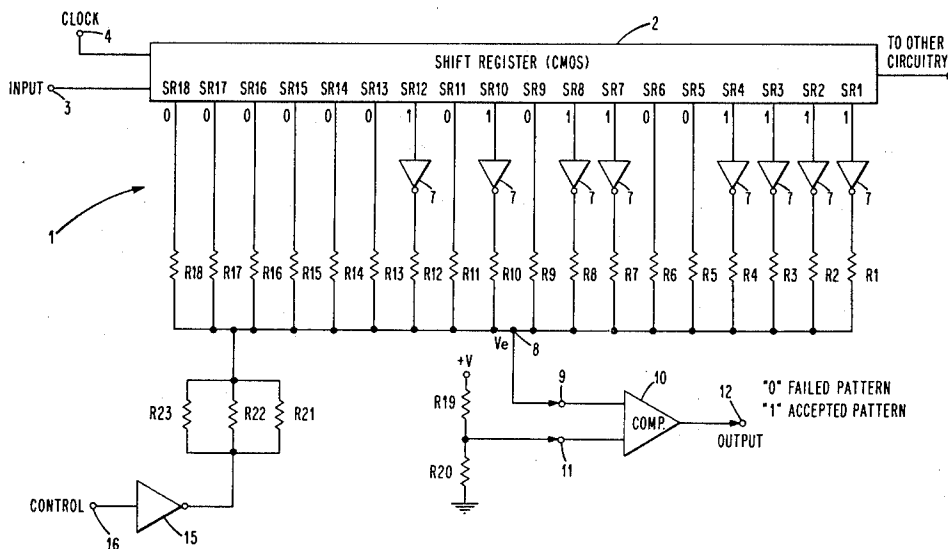 CLOCK
4
2
TO OTHER
CIRCUITRY
SHIFT REGISTER (CMOS)
INPUT
3
SR18 SR17 SR16 SR15 SR14 SR13 SR12 SR11 SR10 SR9 SR8 SR7 SR6 SR5 SR4 SR3 SR2 SR1
0 0 0 0 0 0 1 0 1 0 1 1 0 0 1 1 1 1
7 7 7 7 7 7 7 7
1
R18 R17 R16 R15 R14 R13 R12 R11 R10 R9 R8 R7 R6 R5 R4 R3 R2 R1
Ve 8
+V
9 10 12
"0" FAILED PATTERN
"1" ACCEPTED PATTERN
R23 R22 R21
R19
COMP.
OUTPUT
11
R20
CONTROL
16
15